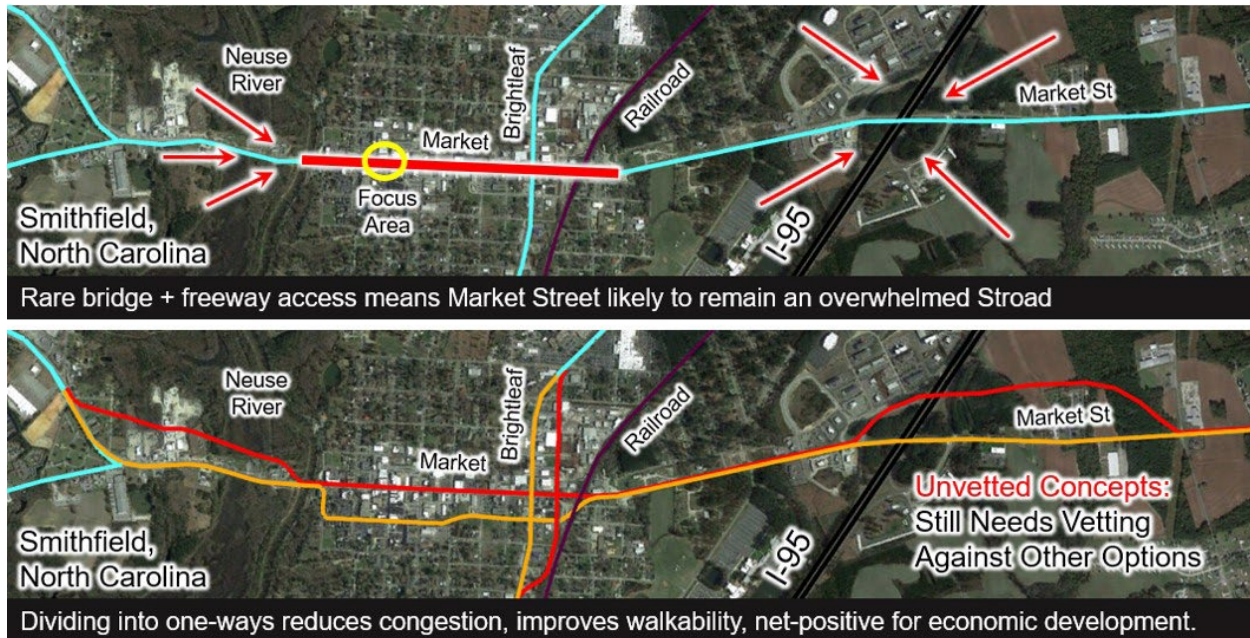 Neuse
River
Market
Brightleaf
Railroad
Market St
Focus
Area
Smithfield,
North Carolina
I-95
Rare bridge + freeway access means Market Street likely to remain an overwhelmed Stroad
Neuse
River
Market
Brightleaf
Railroad
Market St
Unvetted Concepts:
Still Needs Vetting
Against Other Options
Smithfield,
North Carolina
I-95
Dividing into one-ways reduces congestion, improves walkability, net-positive for economic development.